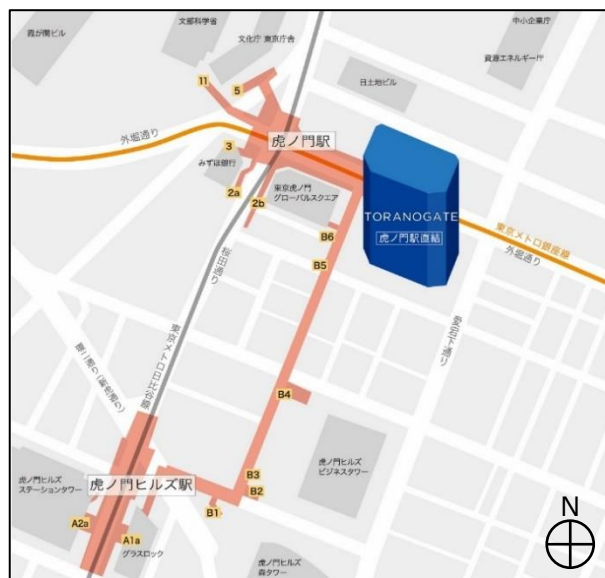 霞が関ビル
文部科学省
文化庁 東京庁舎
中小企業庁
資源エネルギー庁
日土地ビル
11
5
外堀通り
虎ノ門駅
3
みずほ銀行
2a
2b
東京虎ノ門
グローバルスクエア
TORANOGATE
虎ノ門駅直結
B6
B5
東京メトロ銀座線
外堀通り
桜田通り
愛宕下通り
東京メトロ日比谷線
環二通り(新虎通り)
B4
虎ノ門ヒルズ
ビジネスタワー
B3
B2
B1
虎ノ門ヒルズ
ステーションタワー
虎ノ門ヒルズ駅
A2a
A1a
グラスロック
虎ノ門ヒルズ
森タワー
N